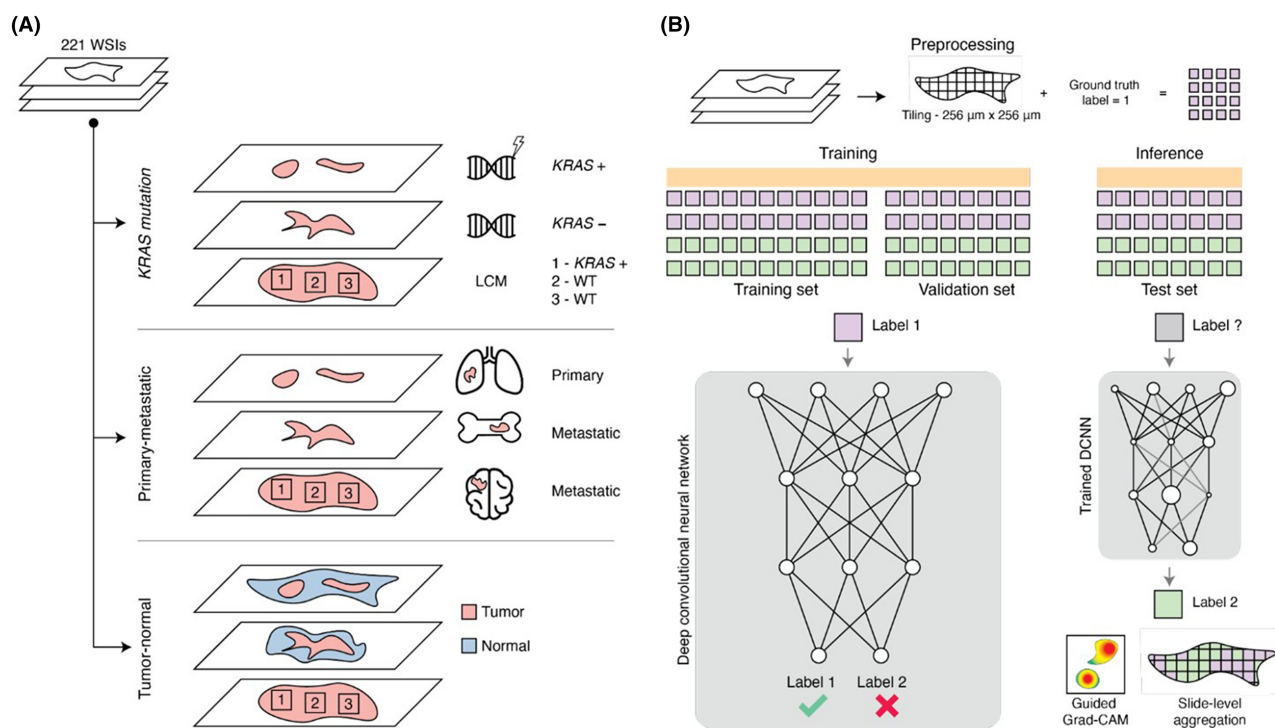 (A)
221 WSIs
KRAS mutation
KRAS +
KRAS –
1 2 3
LCM
1 - KRAS +
2 - WT
3 - WT
Primary-metastatic
Primary
Metastatic
1 2 3
Metastatic
Tumor-normal
Tumor
Normal
1 2 3
(B)
Preprocessing
+
Ground truth
label = 1
=
Tiling - 256 µm x 256 µm
Training
Inference
Training set
Validation set
Test set
Label 1
Label ?
Deep convolutional neural network
Trained DCNN
Label 1
Label 2
Label 2
Guided
Grad-CAM
Slide-level
aggregation